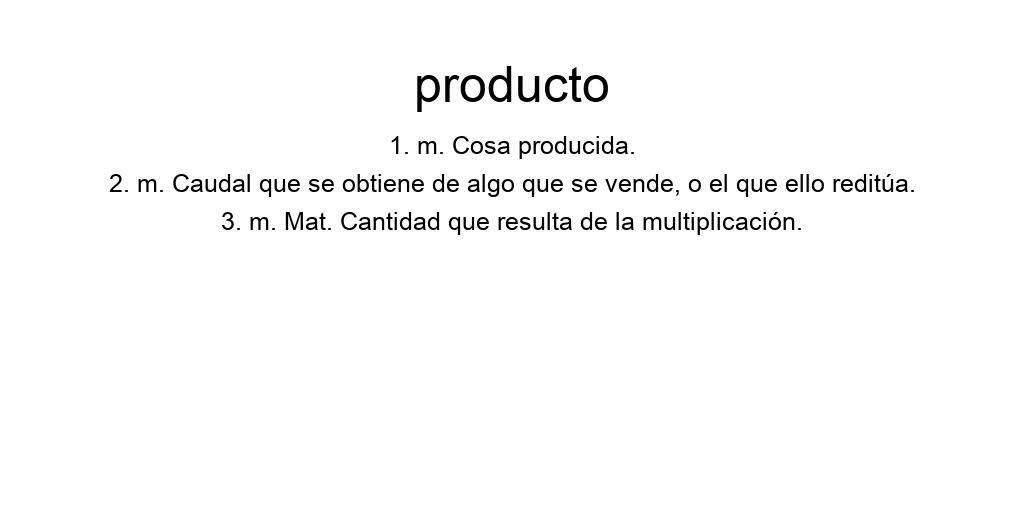 producto
1. m. Cosa producida.
2. m. Caudal que se obtiene de algo que se vende, o el que ello reditúa.
3. m. Mat. Cantidad que resulta de la multiplicación.